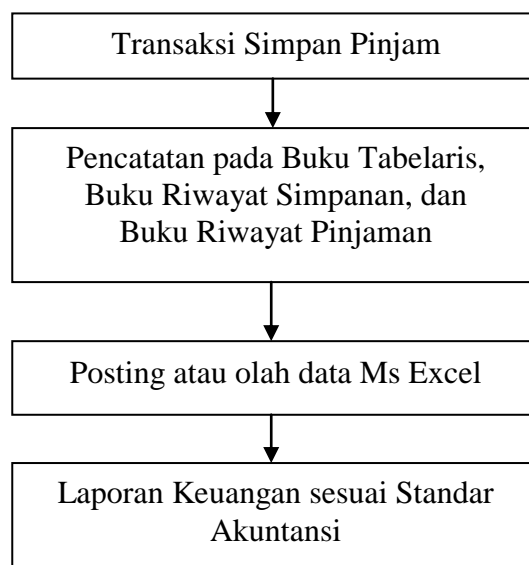 Transaksi Simpan Pinjam
Pencatatan pada Buku Tabelaris,
Buku Riwayat Simpanan, dan
Buku Riwayat Pinjaman
Posting atau olah data Ms Excel
Laporan Keuangan sesuai Standar
Akuntansi